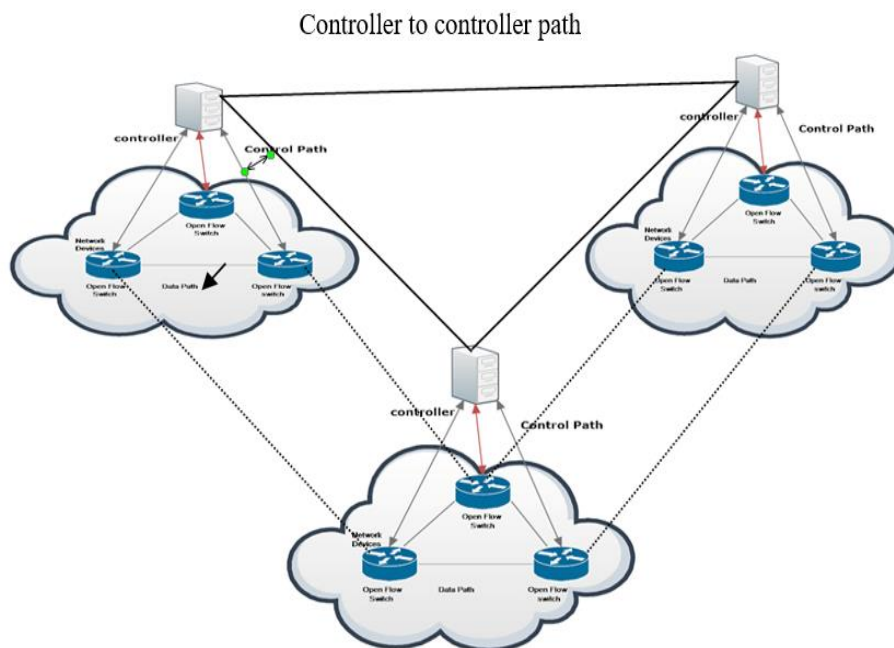 Controller to controller path
controller
Control Path
Open Flow
Switch
Network
Devices
Open Flow
Switch
Data Path
Open Flow
switch
controller
Control Path
Open Flow
Switch
Network
Devices
Open Flow
Switch
Data Path
Open Flow
switch
controller
Control Path
Open Flow
Switch
Network
Devices
Open Flow
Switch
Data Path
Open Flow
switch